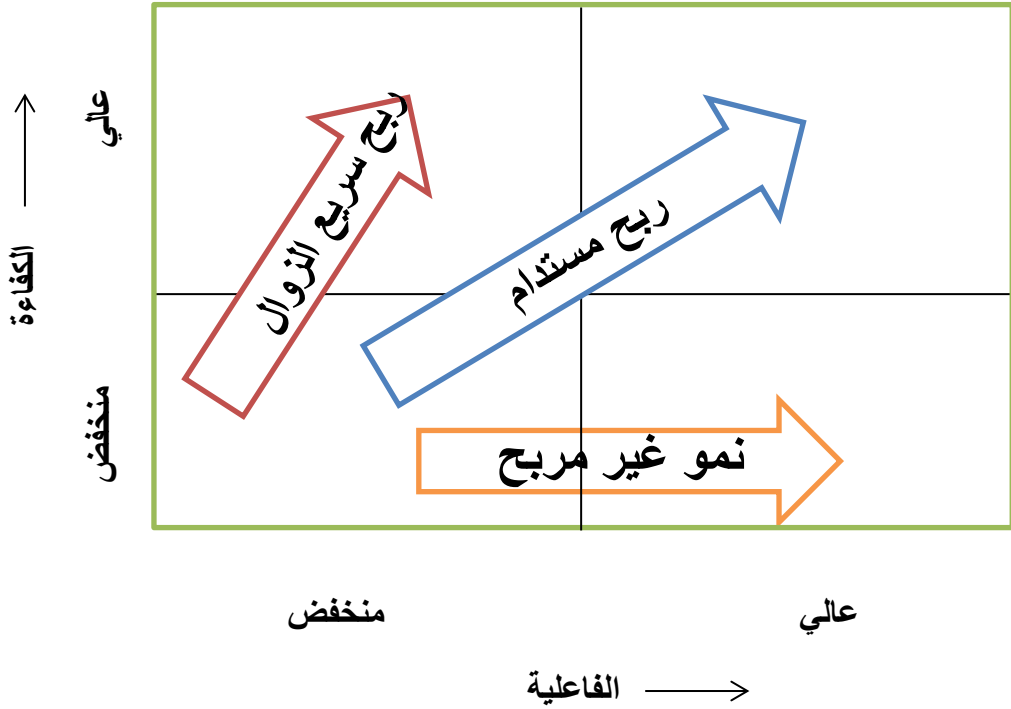 عالي
الكفاءة
منخفض
ربح سريع الزوال
ربح مستدام
نمو غير مربح
منخفض
عالي
الفاعلية